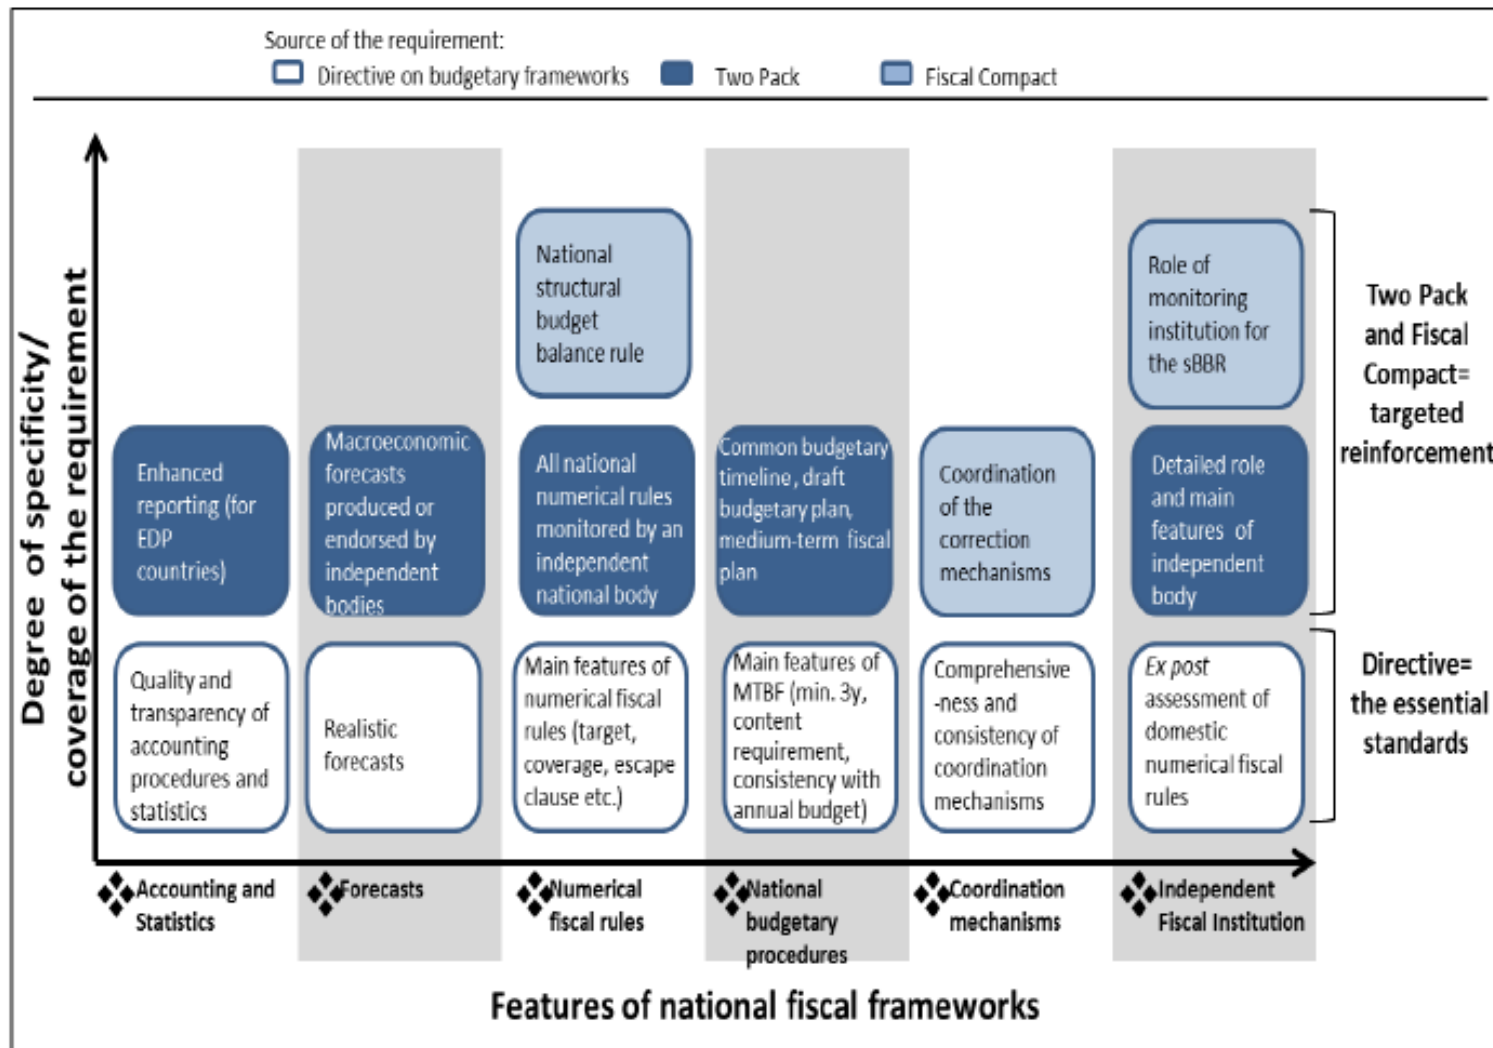 Source of the requirement:
Directive on budgetary frameworks
Two Pack
Fiscal Compact
Degree of specificity/
coverage of the requirement
National
structural
budget
balance rule
Role of
monitoring
institution for
the sBBR
Enhanced
reporting (for
EDP
countries)
Macroeconomic
forecasts
produced or
endorsed by
independent
bodies
All national
numerical rules
monitored by an
independent
national body
Common budgetary
timeline, draft
budgetary plan,
medium-term fiscal
plan
Coordination
of the
correction
mechanisms
Detailed role
and main
features of
independent
body
Two Pack
and Fiscal
Compact=
targeted
reinforcement
Quality and
transparency of
accounting
procedures and
statistics
Realistic
forecasts
Main features of
numerical fiscal
rules (target,
coverage, escape
clause etc.)
Main features of
MTBF (min. 3y,
content
requirement,
consistency with
annual budget)
Comprehensive
-ness and
consistency of
coordination
mechanisms
Ex post
assessment of
domestic
numerical fiscal
rules
Directive=
the essential
standards
Accounting and
Statistics
Forecasts
Numerical
fiscal rules
National
budgetary
procedures
Coordination
mechanisms
Independent
Fiscal Institution
Features of national fiscal frameworks